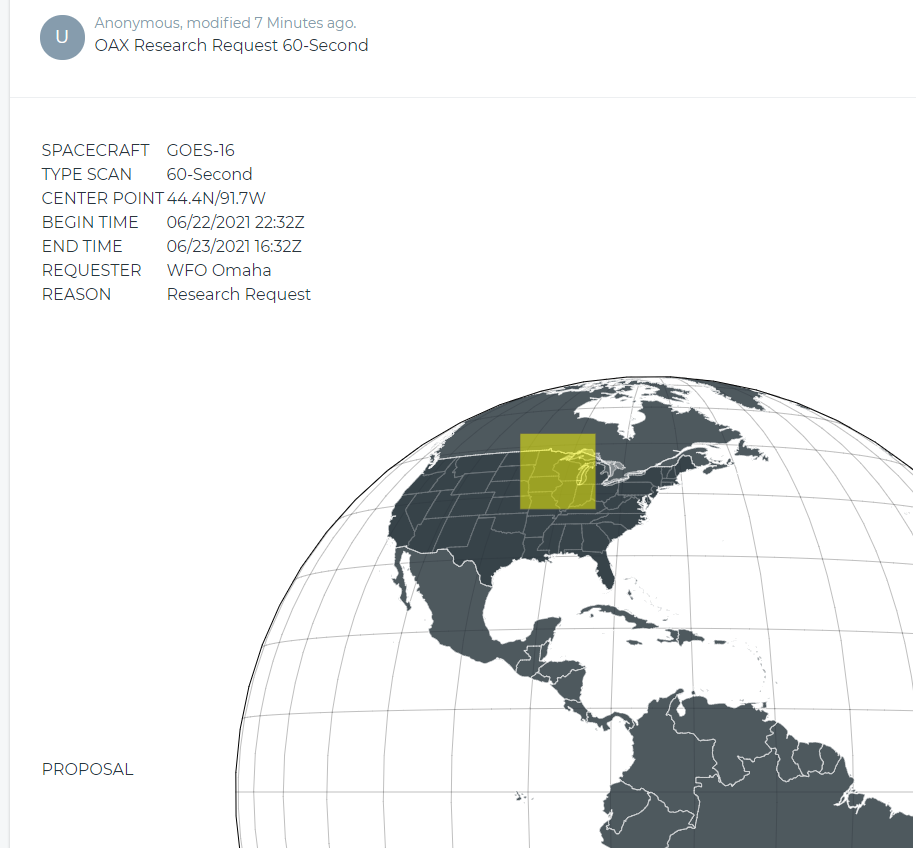 U
Anonymous, modified 7 Minutes ago.
OAX Research Request 60-Second
SPACECRAFT GOES-16
TYPE SCAN 60-Second
CENTER POINT 44.4N/91.7W
BEGIN TIME 06/22/2021 22:32Z
END TIME 06/23/2021 16:32Z
REQUESTER WFO Omaha
REASON Research Request
PROPOSAL